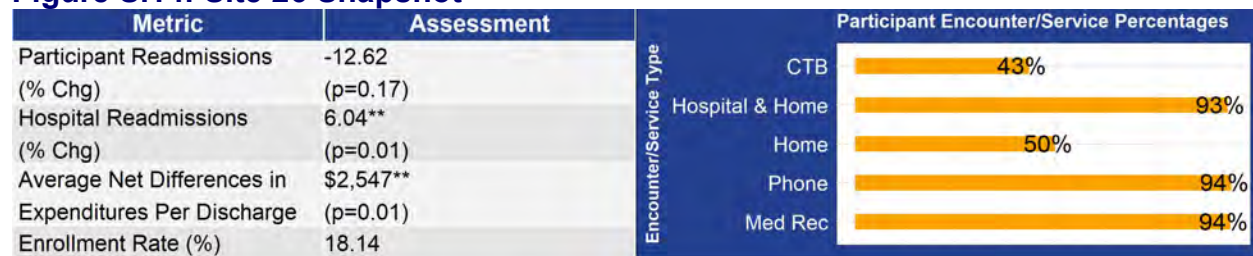 Metric Assessment
Participant Readmissions -12.62
(% Chg) (p=0.17)
Hospital Readmissions 6.04**
(% Chg) (p=0.01)
Average Net Differences in $2,547**
Expenditures Per Discharge (p=0.01)
Enrollment Rate (%) 18.14
Participant Encounter/Service Percentages
Encounter/Service Type
CTB 43%
Hospital & Home 93%
Home 50%
Phone 94%
Med Rec 94%